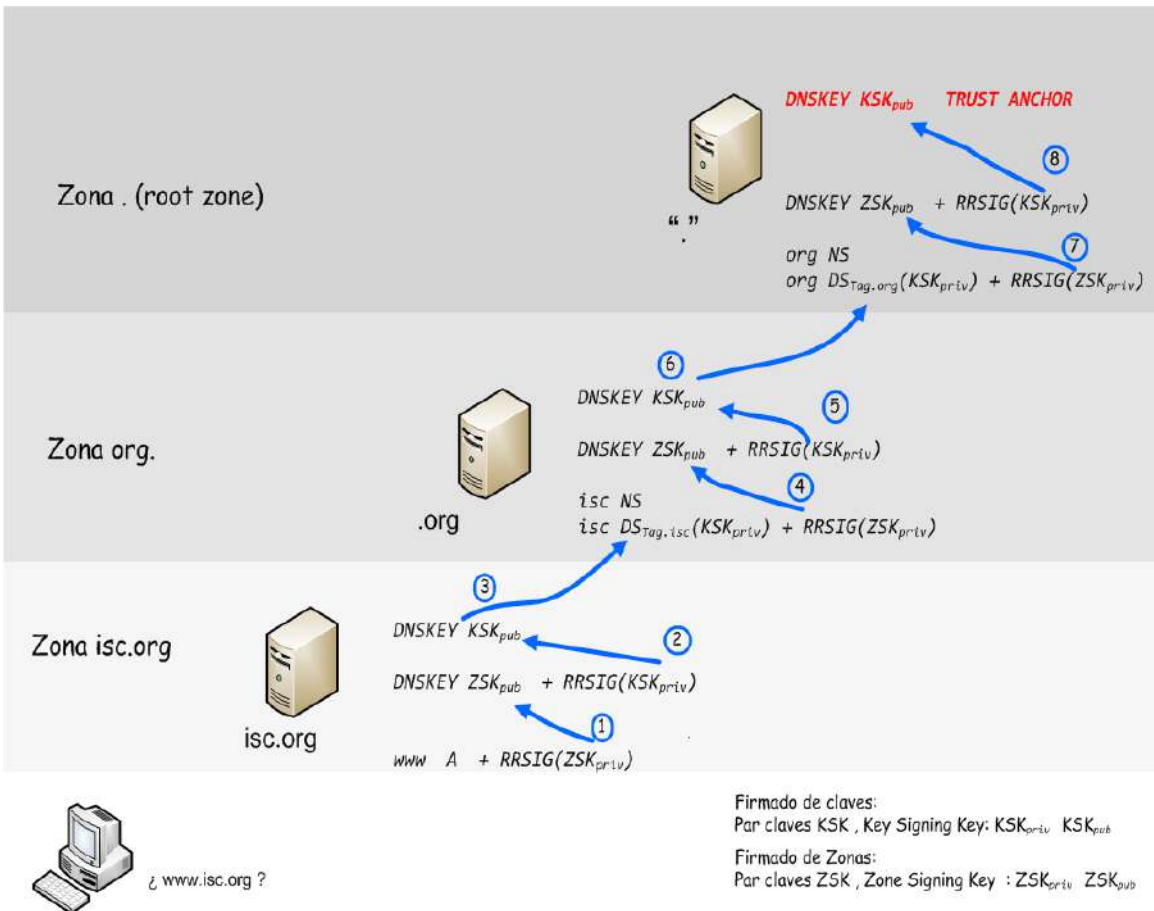 DNSKEY KSKpub TRUST ANCHOR
8
Zona . (root zone)
DNSKEY ZSKpub + RRSIG(KSKpriv)
“.”
7
org NS
org DSTag.org(KSKpriv) + RRSIG(ZSKpriv)
6
DNSKEY KSKpub
5
Zona org.
DNSKEY ZSKpub + RRSIG(KSKpriv)
4
isc NS
.org
isc DSTag.isc(KSKpriv) + RRSIG(ZSKpriv)
3
DNSKEY KSKpub
2
Zona isc.org
DNSKEY ZSKpub + RRSIG(KSKpriv)
1
isc.org
www A + RRSIG(ZSKpriv)
Firmado de claves:
Par claves KSK , Key Signing Key: KSKpriv KSKpub
Firmado de Zonas:
Par claves ZSK , Zone Signing Key : ZSKpriv ZSKpub
¿ www.isc.org ?